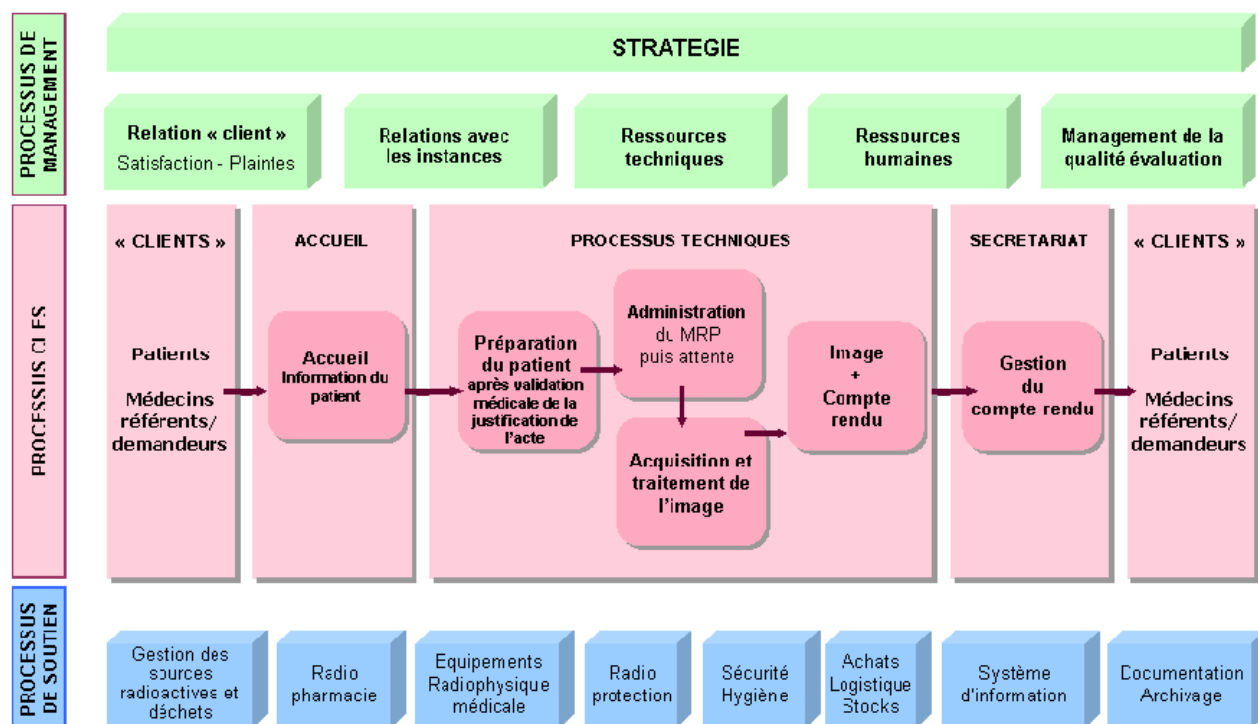 PROCESSUS DE
MANAGEMENT
STRATEGIE
Relation « client »
Satisfaction - Plaintes
Relations avec
les instances
Ressources
techniques
Ressources
humaines
Management de la
qualité évaluation
PROCESSUS CLES
« CLIENTS »
Patients
Médecins
référents/
demandeurs
ACCUEIL
Accueil
Information du
patient
PROCESSUS TECHNIQUES
Préparation
du patient
après validation
médicale de la
justification de
l'acte
Administration
du MRP
puis attente
Acquisition et
traitement de
l'image
Image
+
Compte
rendu
SECRETARIAT
Gestion
du
compte rendu
« CLIENTS »
Patients
Médecins
référents/
demandeurs
PROCESSUS
DE SOUTIEN
Gestion des
sources
radioactives et
déchets
Radio
pharmacie
Equipements
Radiophysique
médicale
Radio
protection
Sécurité
Hygiène
Achats
Logistique
Stocks
Système
d'information
Documentation
Archivage